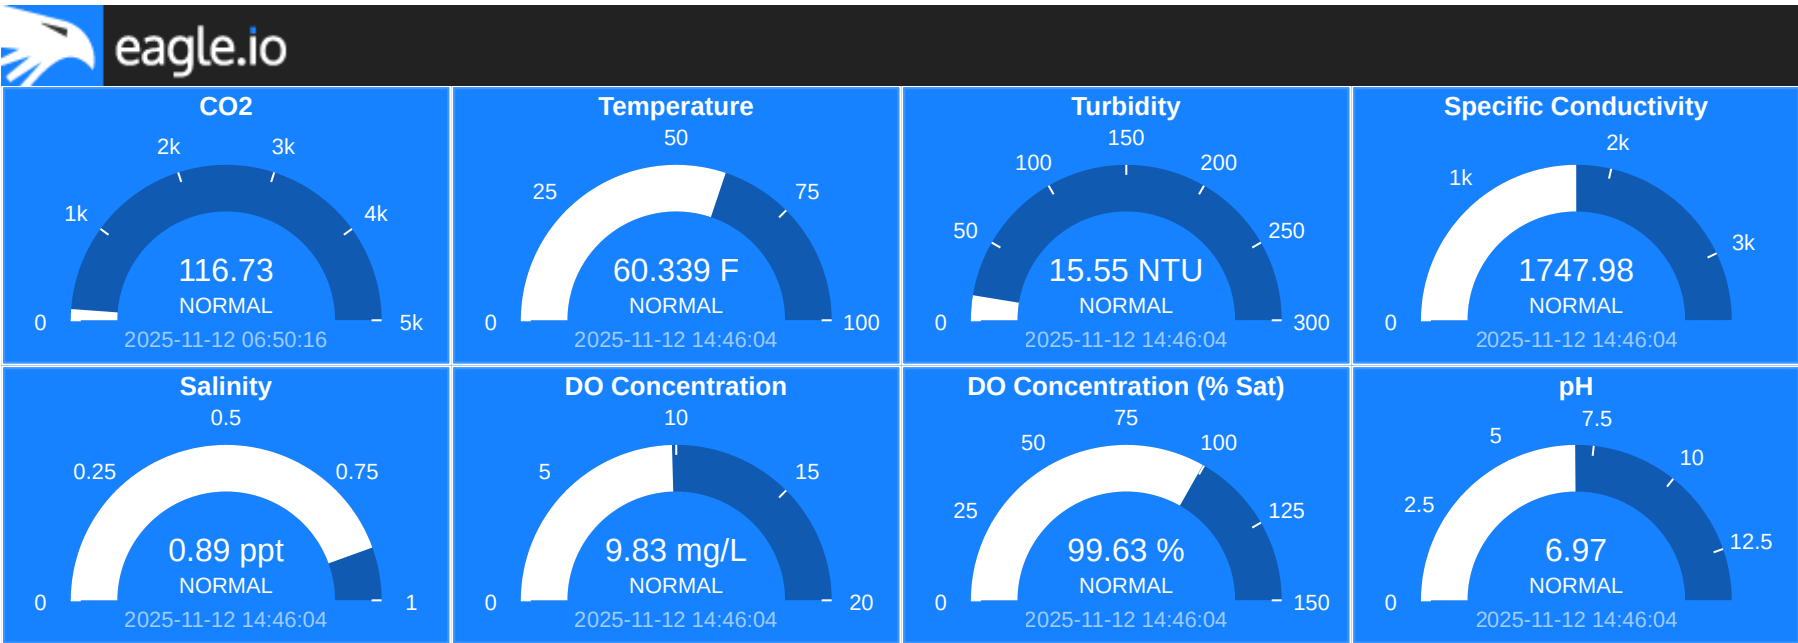 eagle.io
CO2
0
1k
2k
3k
4k
5k
116.73
NORMAL
2025-11-12 06:50:16
Temperature
0
25
50
75
100
60.339 F
NORMAL
2025-11-12 14:46:04
Turbidity
0
50
100
150
200
250
300
15.55 NTU
NORMAL
2025-11-12 14:46:04
Specific Conductivity
0
1k
2k
3k
1747.98
NORMAL
2025-11-12 14:46:04
Salinity
0
0.25
0.5
0.75
1
0.89 ppt
NORMAL
2025-11-12 14:46:04
DO Concentration
0
5
10
15
20
9.83 mg/L
NORMAL
2025-11-12 14:46:04
DO Concentration (% Sat)
0
25
50
75
100
125
150
99.63 %
NORMAL
2025-11-12 14:46:04
pH
0
2.5
5
7.5
10
12.5
6.97
NORMAL
2025-11-12 14:46:04